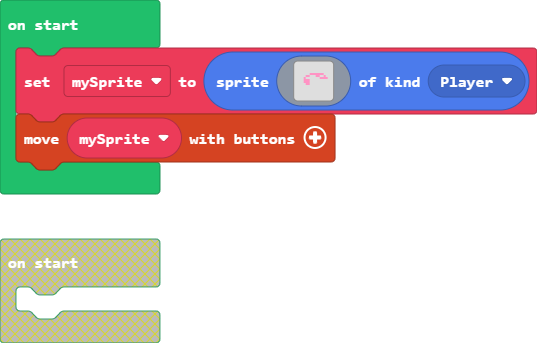 on start
set mySprite to sprite of kind Player
move mySprite with buttons
on start